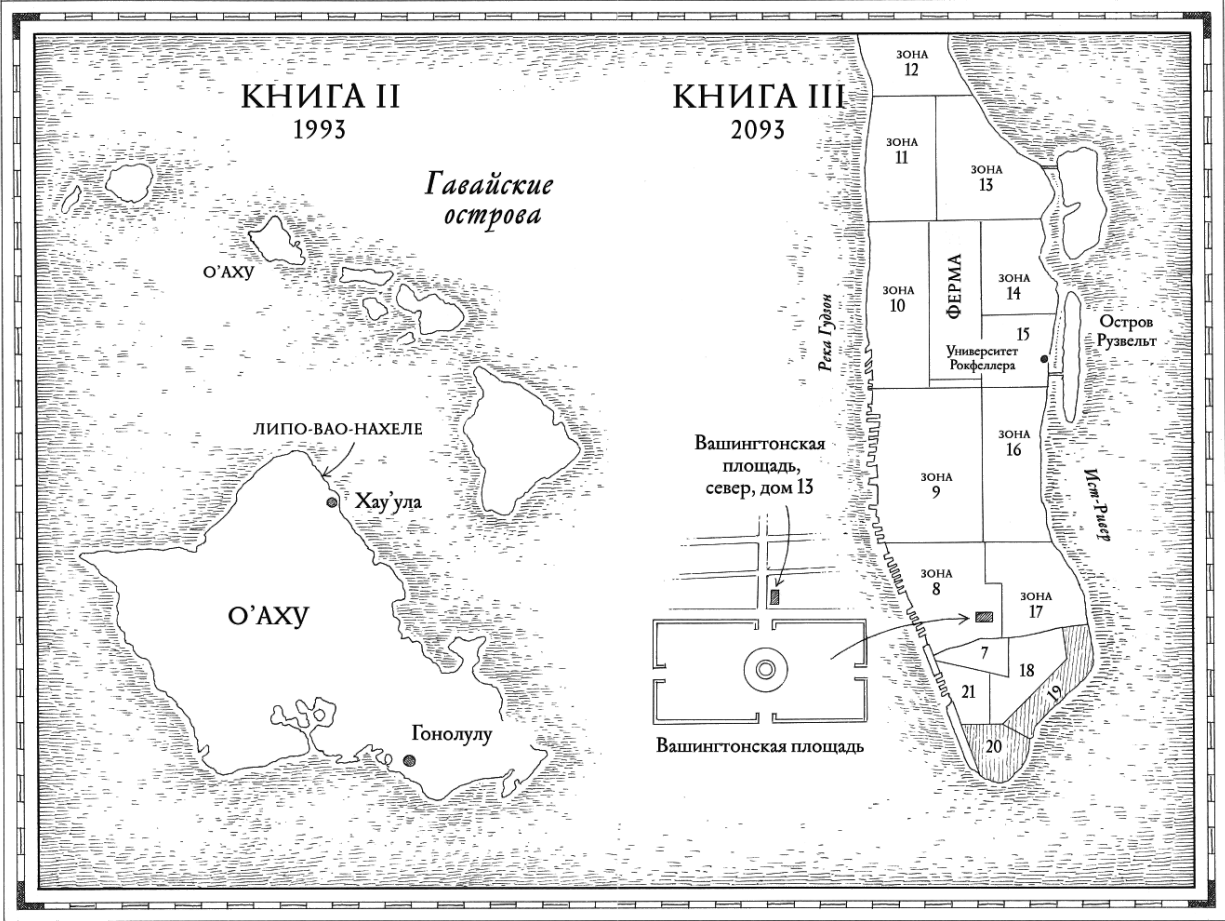 КНИГА II
1993
Гавайские
острова
О'АХУ
ЛИПО-ВАО-НАХЕЛЕ
Хау'ула
О'АХУ
Гонолулу
КНИГА III
2093
ЗОНА
12
ЗОНА
11
ЗОНА
13
ЗОНА
10
ФЕРМА
ЗОНА
14
15
Университет
Рокфеллера
Остров
Рузвельт
Река Гудзон
ЗОНА
16
ЗОНА
9
Ист-Ривер
Вашингтонская
площадь,
север, дом 13
ЗОНА
8
ЗОНА
17
7
18
19
21
20
Вашингтонская площадь